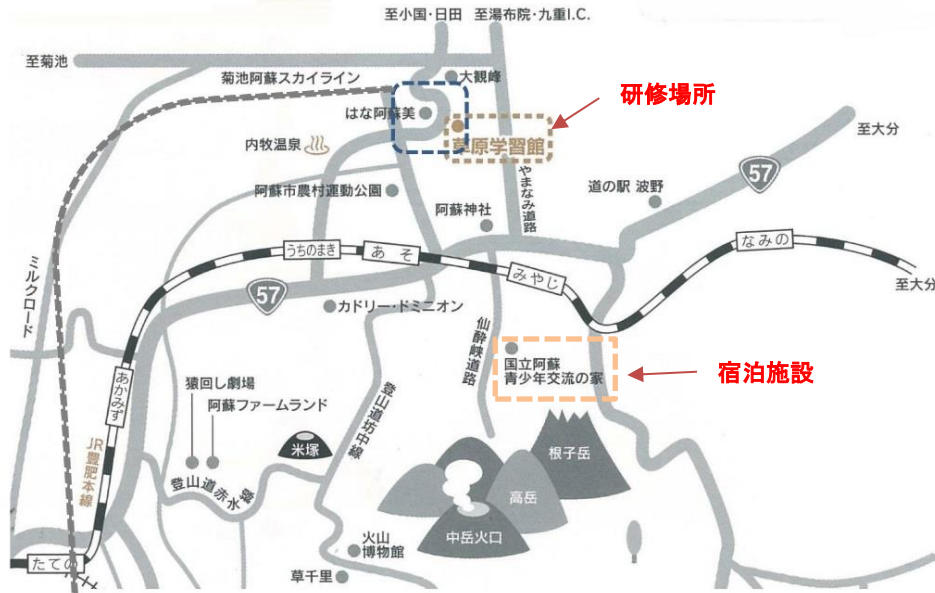 至小国・日田
至湯布院・九重I.C.
至菊池
菊池阿蘇スカイライン
大観峰
研修場所
はな阿蘇美
草原学習館
内牧温泉
至大分
57
やまなみ道路
道の駅 波野
阿蘇市農村運動公園
阿蘇神社
うちのまき
あそ
なみの
ミルクロード
みやじ
至大分
57
カドリー・ドミニオン
仙酔峡道路
国立阿蘇
青少年交流の家
宿泊施設
あかみず
猿回し劇場
阿蘇ファームランド
登山道坊中線
JR豊肥本線
米塚
根子岳
登山道赤水線
高岳
中岳火口
火山
博物館
たての
草千里